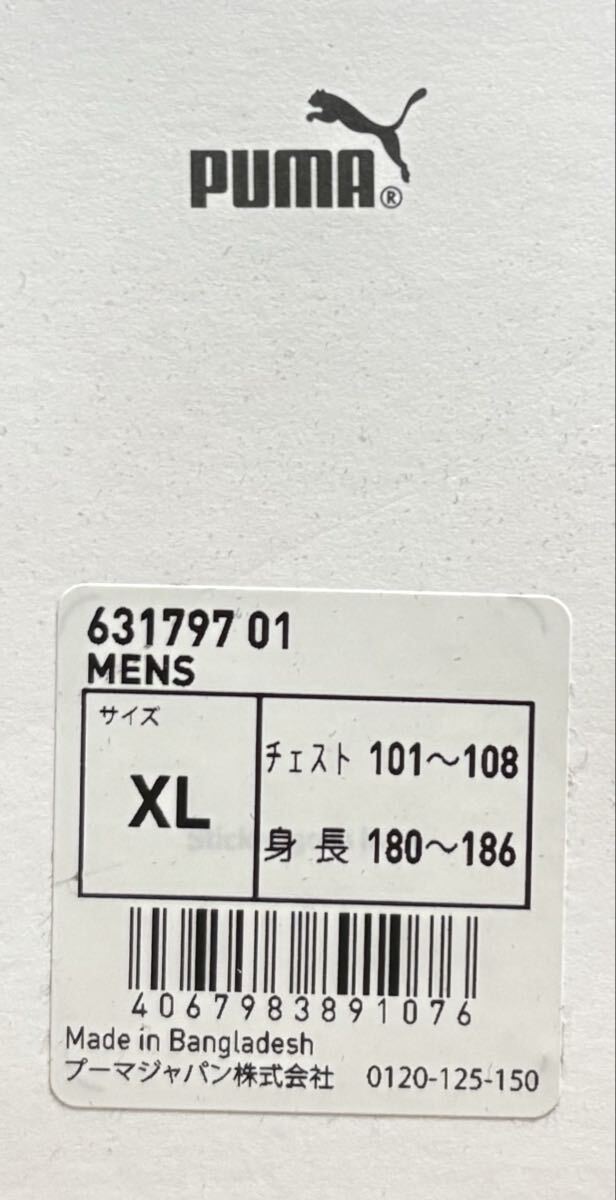 PUMA®
631797 01
MENS
サイズ
XL
チェスト 101〜108
身長 180〜186
4067983891076
Made in Bangladesh
プーマジャパン株式会社 0120-125-150